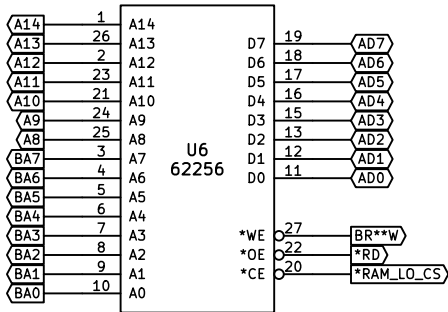 A14 1 A14
A13 26 A13 D7 19 AD7
A12 2 A12 D6 18 AD6
A11 23 A11 D5 17 AD5
A10 21 A10 D4 16 AD4
A9 24 A9 D3 15 AD3
A8 25 A8 D2 13 AD2
BA7 3 A7 U6 D1 12 AD1
BA6 4 A6 62256 D0 11 AD0
BA5 5 A5
BA4 6 A4
BA3 7 A3 *WE 27 BR**W
BA2 8 A2 *OE 22 *RD
BA1 9 A1 *CE 20 *RAM_LO_CS
BA0 10 A0